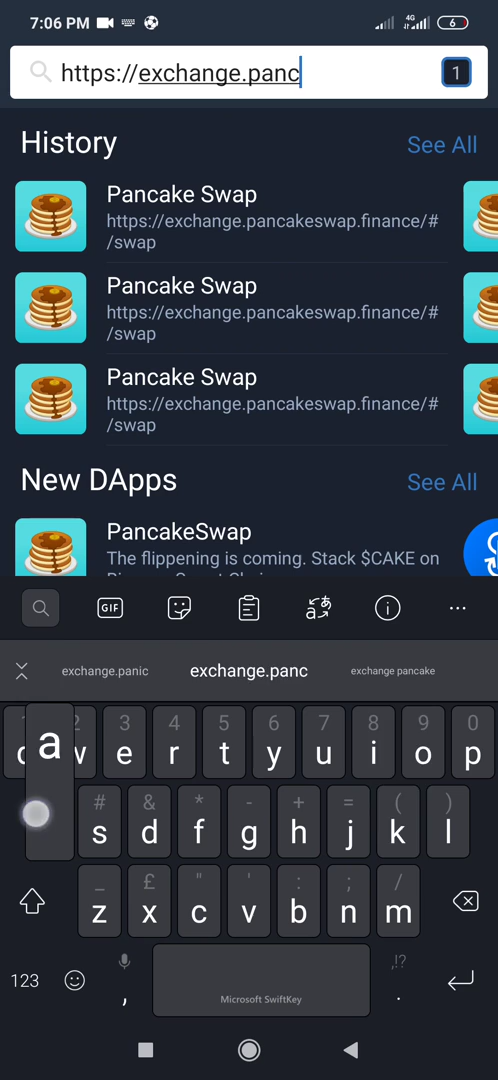 7:06 PM
4G
6
https://exchange.panc
1
History
See All
Pancake Swap
https://exchange.pancakeswap.finance/#
/swap
Pancake Swap
https://exchange.pancakeswap.finance/#
/swap
Pancake Swap
https://exchange.pancakeswap.finance/#
/swap
New DApps
See All
PancakeSwap
The flippening is coming. Stack $CAKE on
GIF
exchange.panic
exchange.panc
exchange pancake
2 3 4 5 6 7 8 9 0
a w e r t y u i o p
# & * - + = ( )
s d f g h j k l
_ £ " ' : ; /
z x c v b n m
,!?
123 , Microsoft SwiftKey .